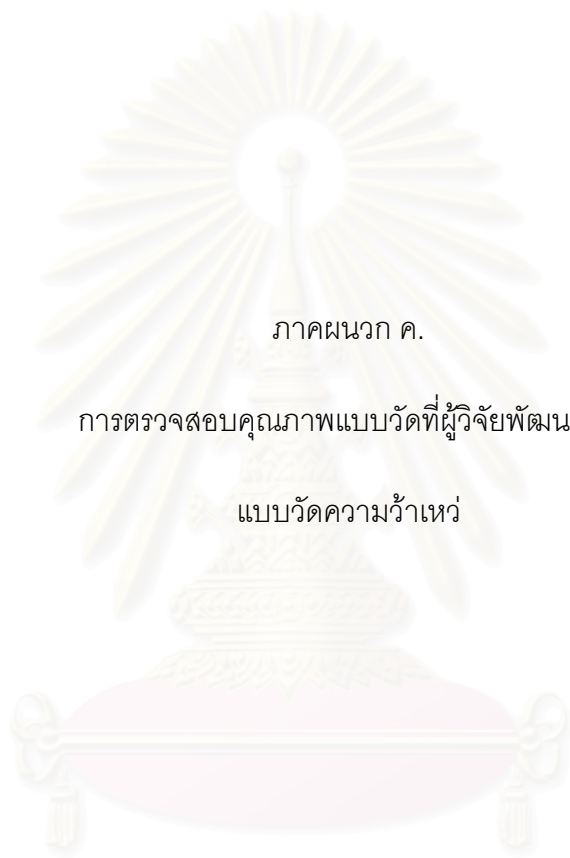 ภาคผนวก ค.
การตรวจสอบคุณภาพแบบวัดที่ผู้วิจัยพัฒน
แบบวัดความว้าเหว่